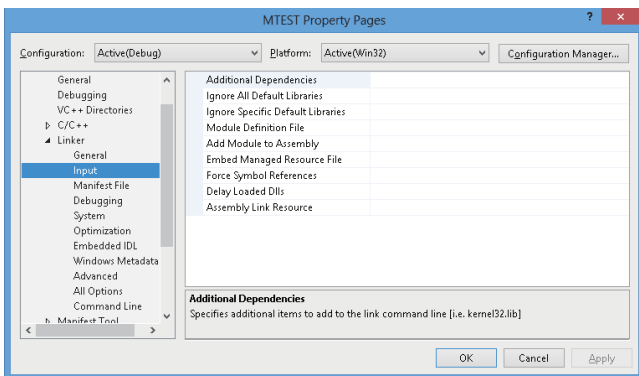 MTEST Property Pages
? ×
Configuration: Active(Debug) Platform: Active(Win32) Configuration Manager...
General
Debugging
VC++ Directories
C/C++
Linker
General
Input
Manifest File
Debugging
System
Optimization
Embedded IDL
Windows Metadata
Advanced
All Options
Command Line
Manifest Tool
Additional Dependencies
Ignore All Default Libraries
Ignore Specific Default Libraries
Module Definition File
Add Module to Assembly
Embed Managed Resource File
Force Symbol References
Delay Loaded Dlls
Assembly Link Resource
Additional Dependencies
Specifies additional items to add to the link command line [i.e. kernel32.lib]
OK Cancel Apply